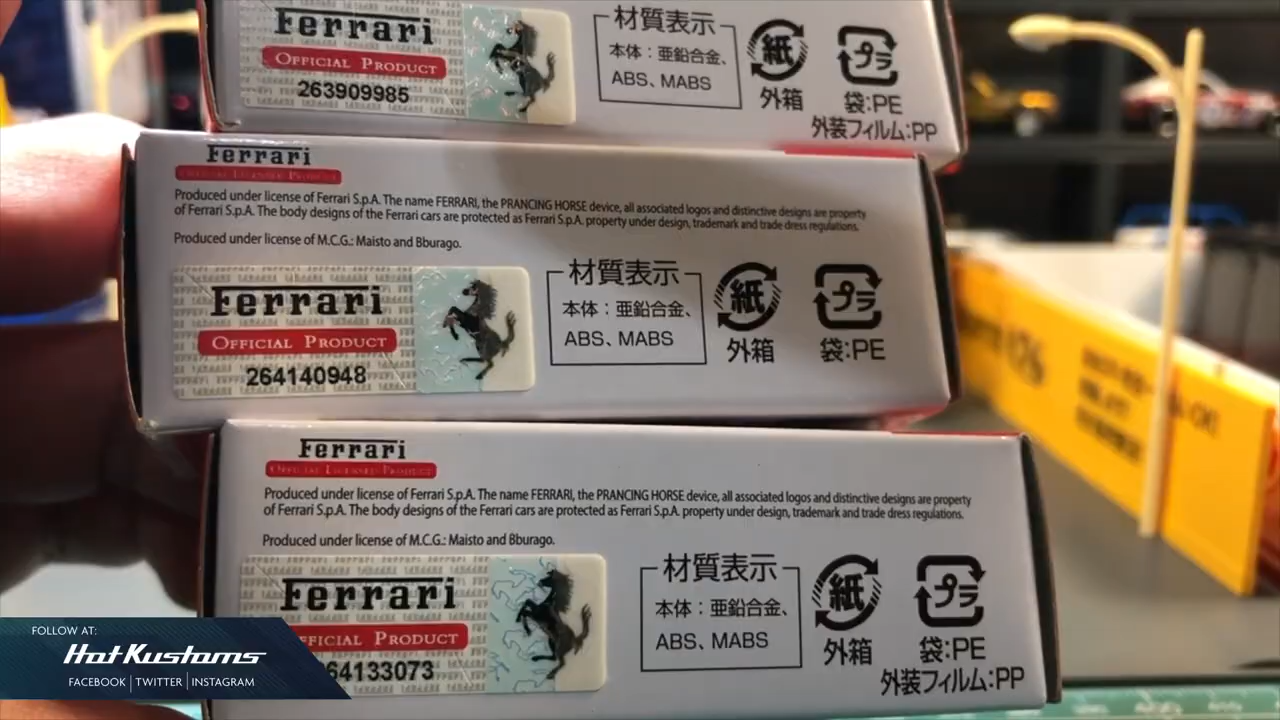 Ferrari
OFFICIAL PRODUCT
263909985
材質表示
本体：亜鉛合金、
ABS、MABS
紙
外箱
プラ
袋:PE
外装フィルム:PP
Ferrari
OFFICIAL LICENSED PRODUCT
Produced under license of Ferrari S.p.A. The name FERRARI, the PRANCING HORSE device, all associated logos and distinctive designs are property
of Ferrari S.p.A. The body designs of the Ferrari cars are protected as Ferrari S.p.A. property under design, trademark and trade dress regulations.
Produced under license of M.C.G.: Maisto and Bburago.
Ferrari
OFFICIAL PRODUCT
264140948
材質表示
本体：亜鉛合金、
ABS、MABS
紙
外箱
プラ
袋:PE
Ferrari
OFFICIAL LICENSED PRODUCT
Produced under license of Ferrari S.p.A. The name FERRARI, the PRANCING HORSE device, all associated logos and distinctive designs are property
of Ferrari S.p.A. The body designs of the Ferrari cars are protected as Ferrari S.p.A. property under design, trademark and trade dress regulations.
Produced under license of M.C.G.: Maisto and Bburago.
Ferrari
FFICIAL PRODUCT
64133073
材質表示
本体：亜鉛合金、
ABS、MABS
紙
外箱
プラ
袋:PE
外装フィルム:PP
FOLLOW AT:
HotKustoms
FACEBOOK | TWITTER | INSTAGRAM